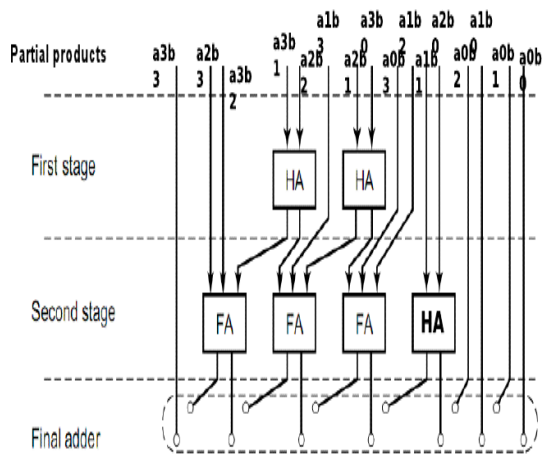 Partial products
a3b
3
a2b
3
a3b
2
a3b
1
a2b
2
a1b
3
a2b
1
a3b
0
a0b
3
a1b
2
a1b
1
a2b
0
a0b
2
a1b
0
a0b
1
a0b
0
First stage
HA
HA
Second stage
FA
FA
FA
HA
Final adder